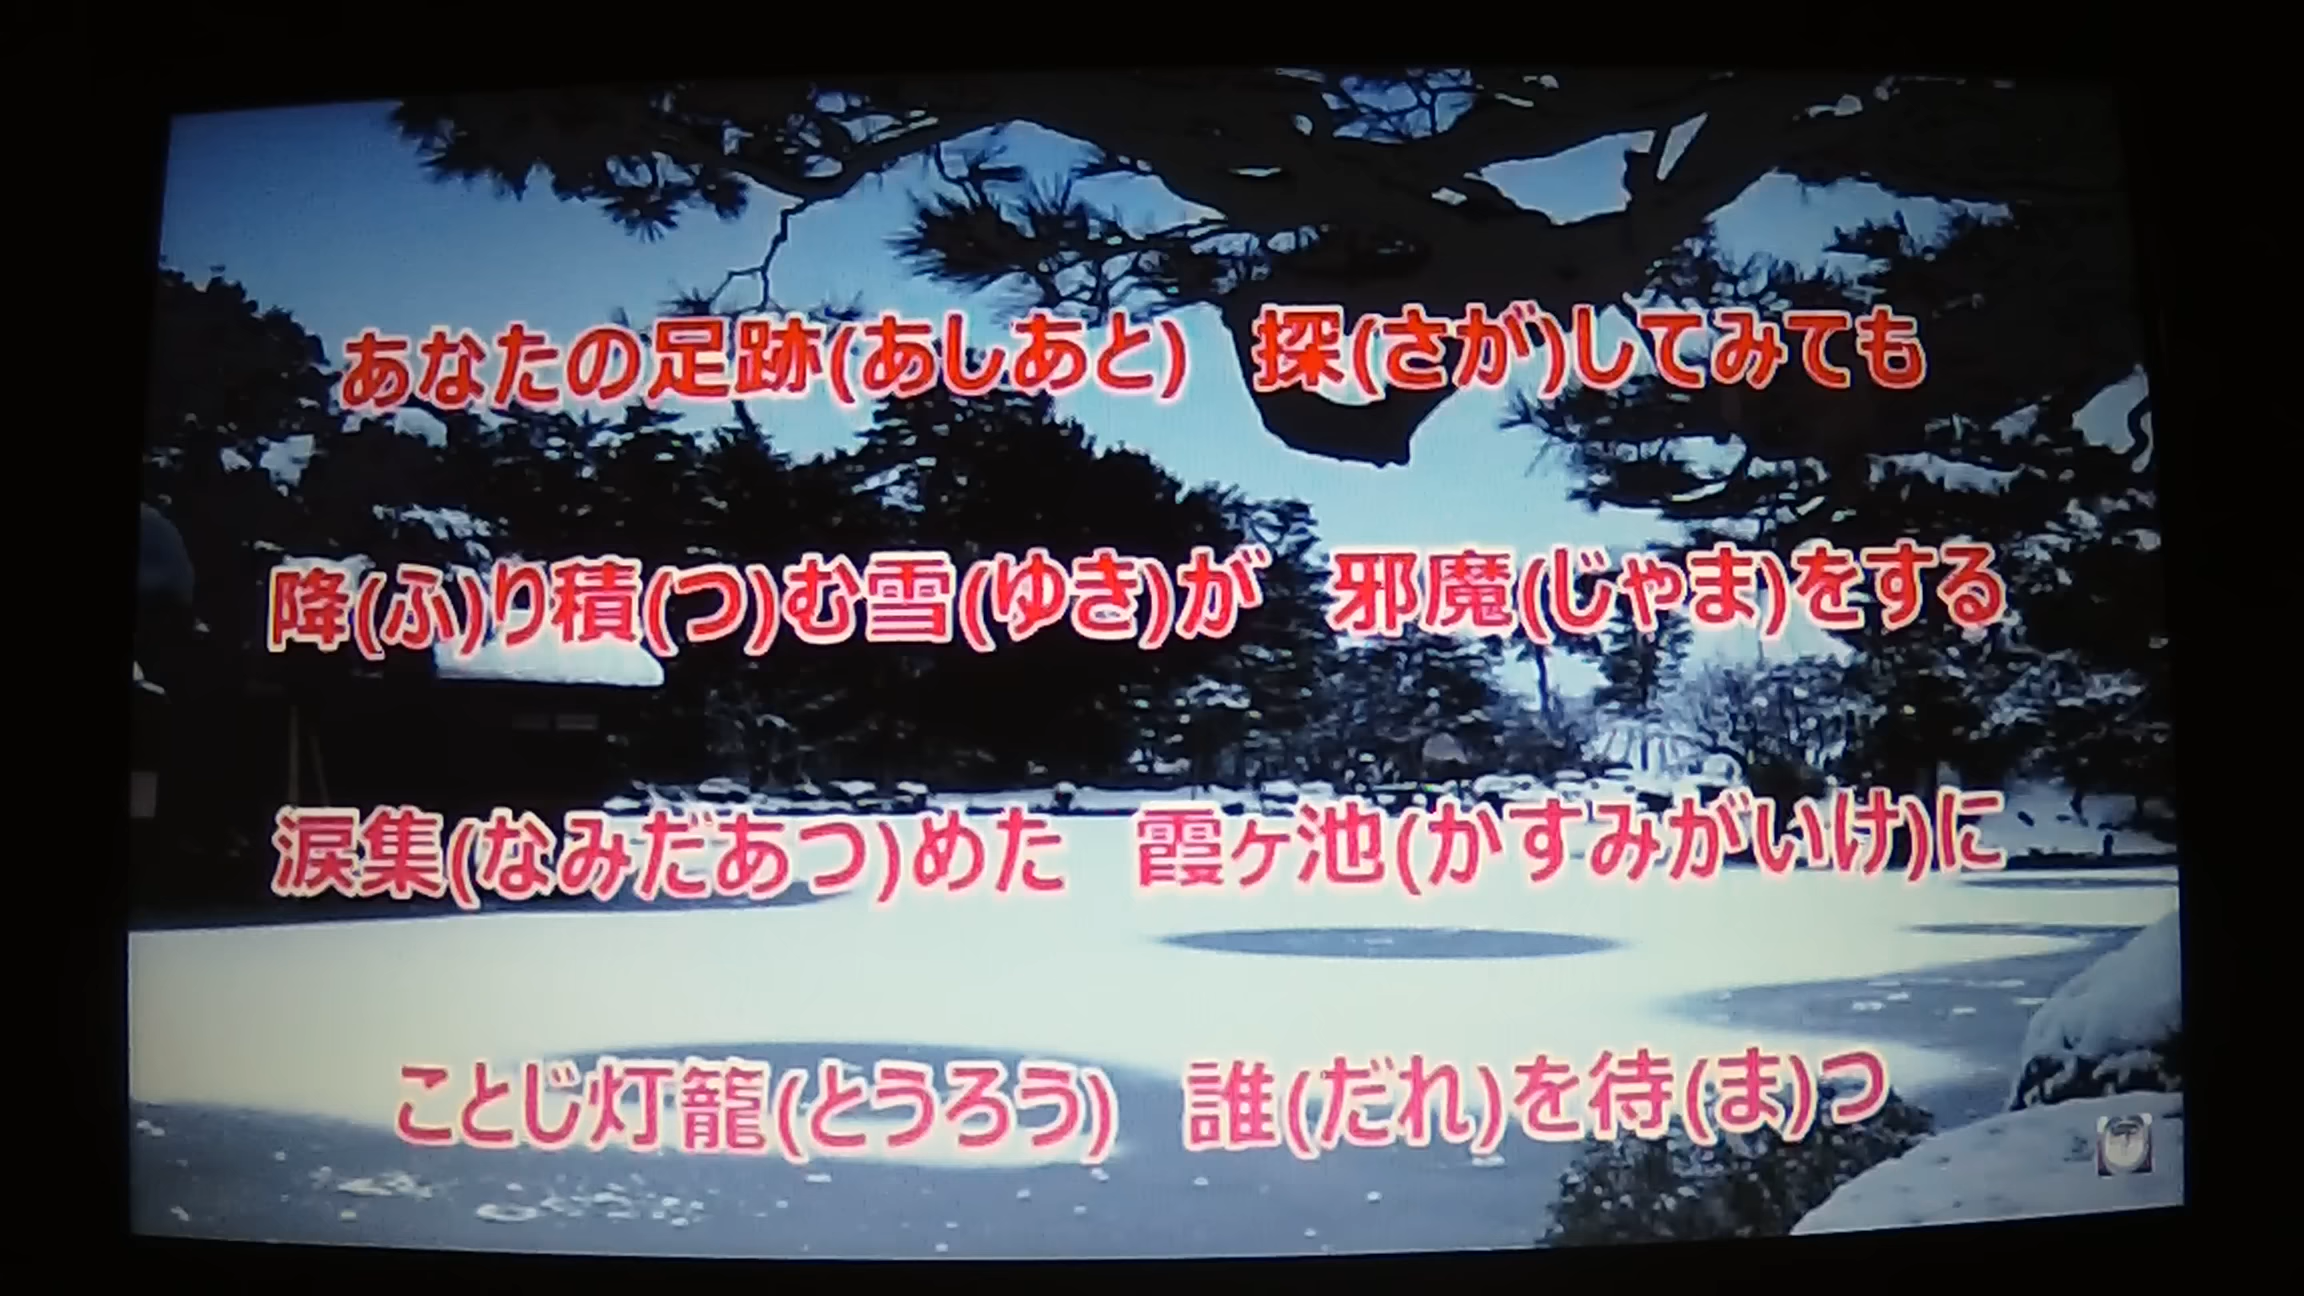 あなたの足跡(あしあと)　探(さが)してみても
降(ふ)り積(つ)む雪(ゆき)が　邪魔(じゃま)をする
涙集(なみだあつ)めた　霞ヶ池(かすみがいけ)に
ことじ灯籠(とうろう)　誰(だれ)を待(ま)つ